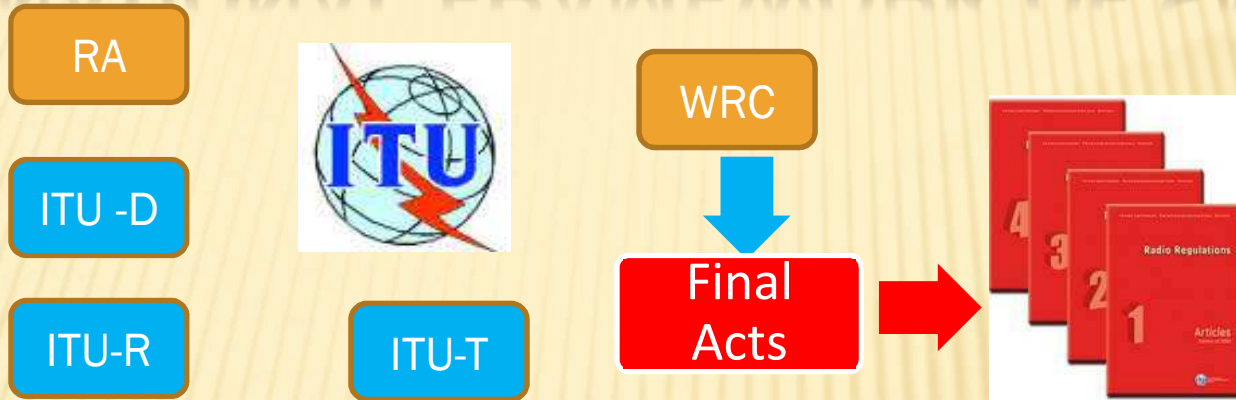 RA
ITU
WRC
ITU -D
ITU-R
ITU-T
Final
Acts
4
3
2
1
Radio Regulations
Articles